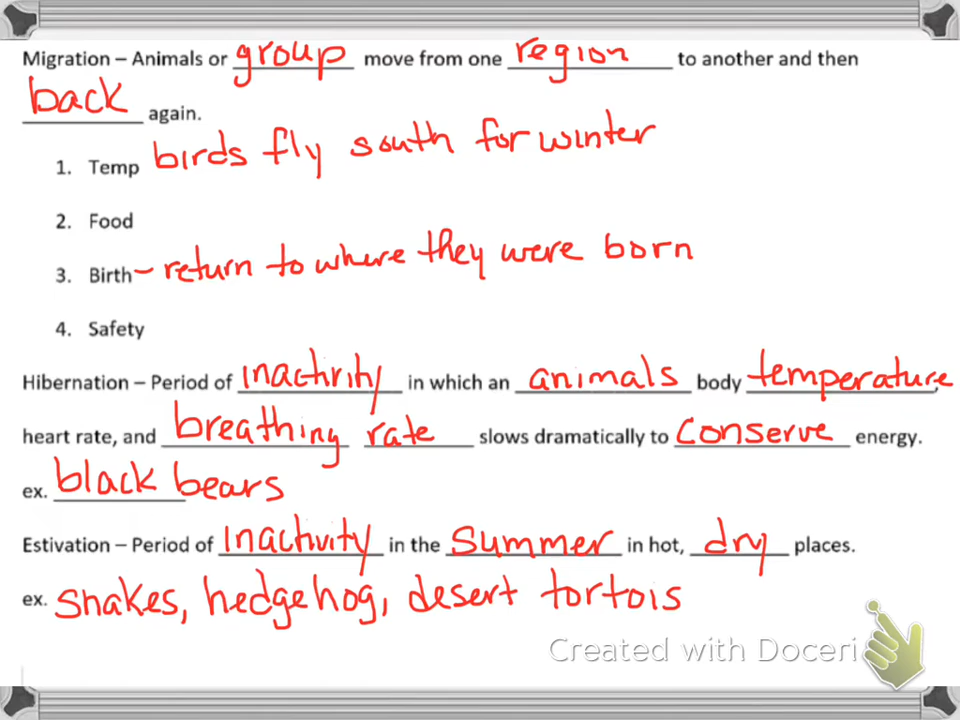 Migration – Animals or group move from one region to another and then
back again.
1. Temp birds fly south for winter
2. Food
3. Birth – return to where they were born
4. Safety
Hibernation – Period of inactivity in which an animals body temperature,
heart rate, and breathing rate slows dramatically to conserve energy.
ex. black bears
Estivation – Period of inactivity in the summer in hot, dry places.
ex. snakes, hedgehog, desert tortois
Created with Doceri